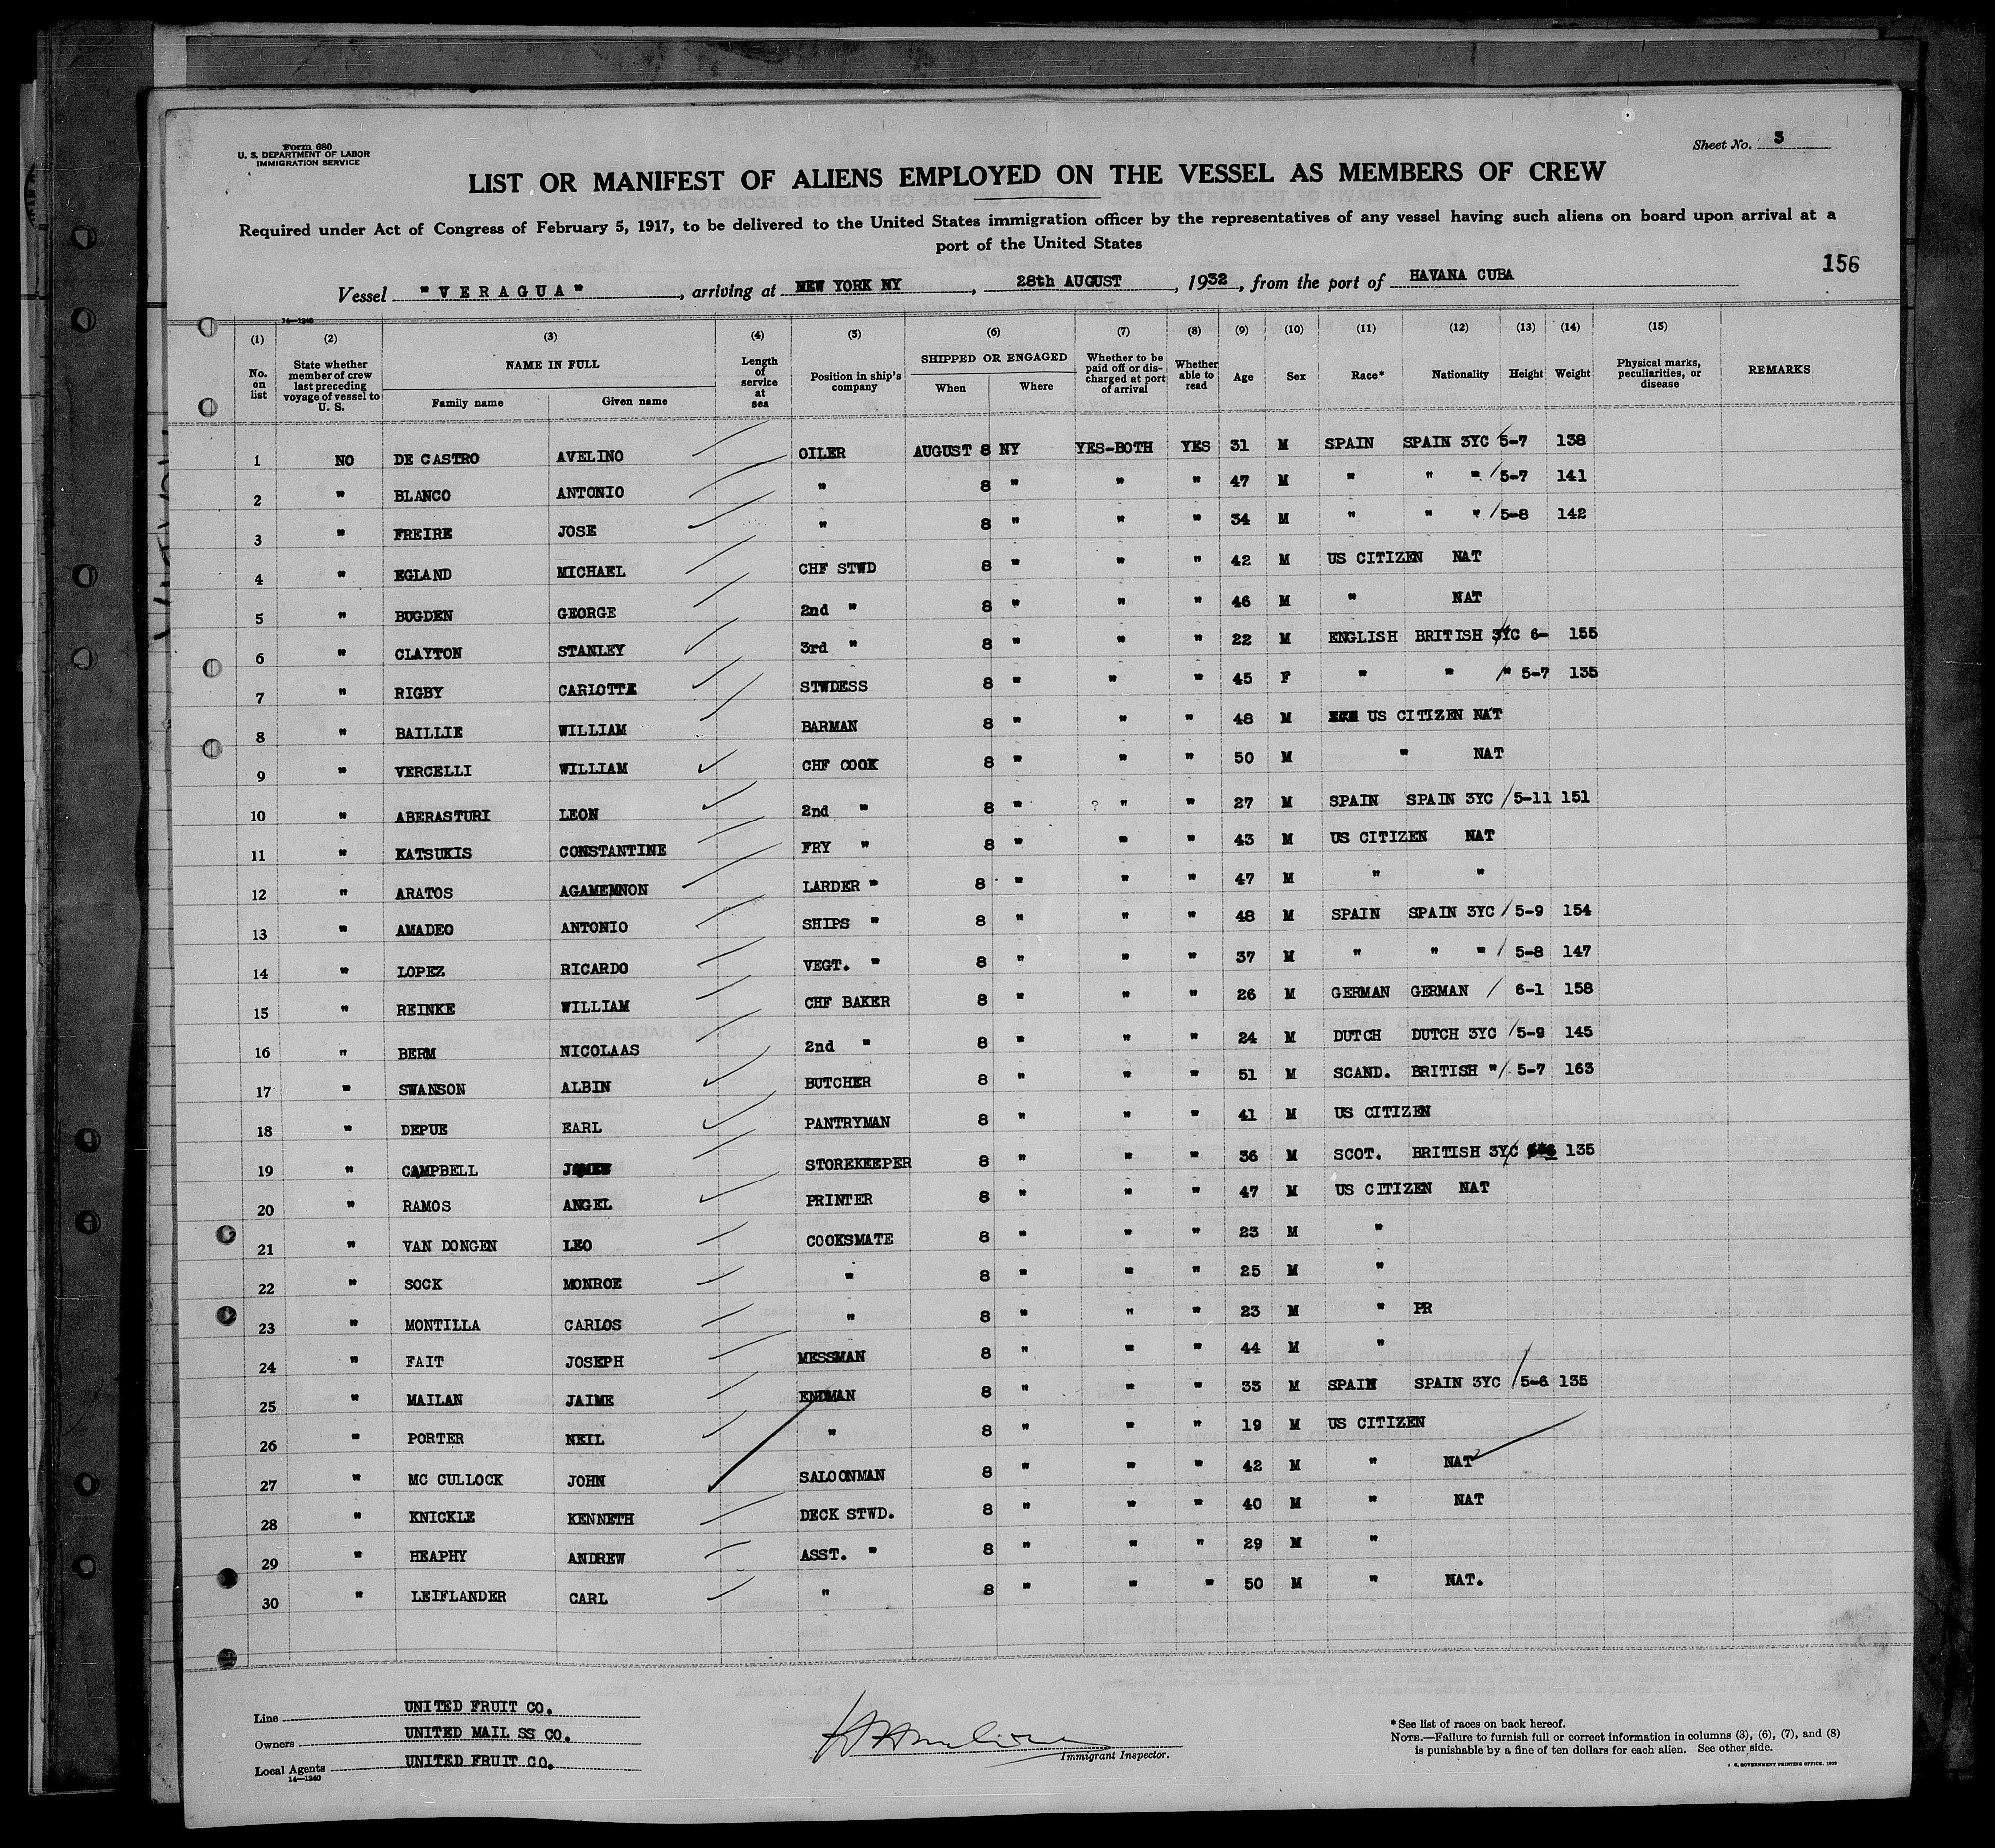 Form 680
U. S. DEPARTMENT OF LABOR
IMMIGRATION SERVICE
Sheet No. 3
LIST OR MANIFEST OF ALIENS EMPLOYED ON THE VESSEL AS MEMBERS OF CREW
Required under Act of Congress of February 5, 1917, to be delivered to the United States immigration officer by the representatives of any vessel having such aliens on board upon arrival at a
port of the United States
156
Vessel "VERAGUA", arriving at NEW YORK NY, 28th AUGUST, 1932, from the port of HAVANA CUBA
14—1240
(1) (2) (3) (4) (5) (6) (7) (8) (9) (10) (11) (12) (13) (14) (15)
No. on list State whether member of crew last preceding voyage of vessel to U. S. NAME IN FULL Family name Given name Length of service at sea Position in ship's company SHIPPED OR ENGAGED When Where Whether to be paid off or discharged at port of arrival Whether able to read Age Sex Race* Nationality Height Weight Physical marks, peculiarities, or disease REMARKS
1 NO DE CASTRO AVELINO OILER AUGUST 8 NY YES-BOTH YES 31 M SPAIN SPAIN 3YC 5-7 138
2 " BLANCO ANTONIO " 8 " " " 47 M " " " 5-7 141
3 " FREIRE JOSE " 8 " " " 34 M " " " 5-8 142
4 " EGLAND MICHAEL CHF STWD 8 " " " 42 M US CITIZEN NAT
5 " BUGDEN GEORGE 2nd " 8 " " " 46 M " NAT
6 " CLAYTON STANLEY 3rd " 8 " " " 22 M ENGLISH BRITISH 3YC 6- 155
7 " RIGBY CARLOTTA STWDESS 8 " " " 45 F " " " 5-7 135
8 " BAILLIE WILLIAM BARMAN 8 " " " 48 M US CITIZEN NAT
9 " VERCELLI WILLIAM CHF COOK 8 " " " 50 M " NAT
10 " ABERASTURI LEON 2nd " 8 " ? " " 27 M SPAIN SPAIN 3YC 5-11 151
11 " KATSUKIS CONSTANTINE FRY " 8 " " " 43 M US CITIZEN NAT
12 " ARATOS AGAMEMNON LARDER " 8 " " " 47 M " "
13 " AMADEO ANTONIO SHIPS " 8 " " " 48 M SPAIN SPAIN 3YC 5-9 154
14 " LOPEZ RICARDO VEGT. " 8 " " " 37 M " " " 5-8 147
15 " REINKE WILLIAM CHF BAKER 8 " " " 26 M GERMAN GERMAN 6-1 158
16 " BERM NICOLAAS 2nd " 8 " " " 24 M DUTCH DUTCH 3YC 5-9 145
17 " SWANSON ALBIN BUTCHER 8 " " " 51 M SCAND. BRITISH " 5-7 163
18 " DEPUE EARL PANTRYMAN 8 " " " 41 M US CITIZEN
19 " CAMPBELL STOREKEEPER 8 " " " 36 M SCOT. BRITISH 3YC 135
20 " RAMOS ANGEL PRINTER 8 " " " 47 M US CITIZEN NAT
21 " VAN DONGEN LEO COOKSMATE 8 " " " 23 M "
22 " SOCK MONROE " 8 " " " 25 M "
23 " MONTILLA CARLOS " 8 " " " 23 M " PR
24 " FAIT JOSEPH MESSMAN 8 " " " 44 M "
25 " MAILAN JAIME ENDMAN 8 " " " 33 M SPAIN SPAIN 3YC 5-6 135
26 " PORTER NEIL " 8 " " " 19 M US CITIZEN
27 " MC CULLOCK JOHN SALOONMAN 8 " " " 42 M " NAT
28 " KNICKLE KENNETH DECK STWD. 8 " " " 40 M " NAT
29 " HEAPHY ANDREW ASST. " 8 " " " 29 M "
30 " LEIFLANDER CARL " 8 " " " 50 M " NAT.
Line UNITED FRUIT CO.
Owners UNITED MAIL SS CO.
Local Agents UNITED FRUIT CO.
14—1240
Immigrant Inspector.
*See list of races on back hereof.
NOTE.—Failure to furnish full or correct information in columns (3), (6), (7), and (8)
is punishable by a fine of ten dollars for each alien. See other side.
GOVERNMENT PRINTING OFFICE